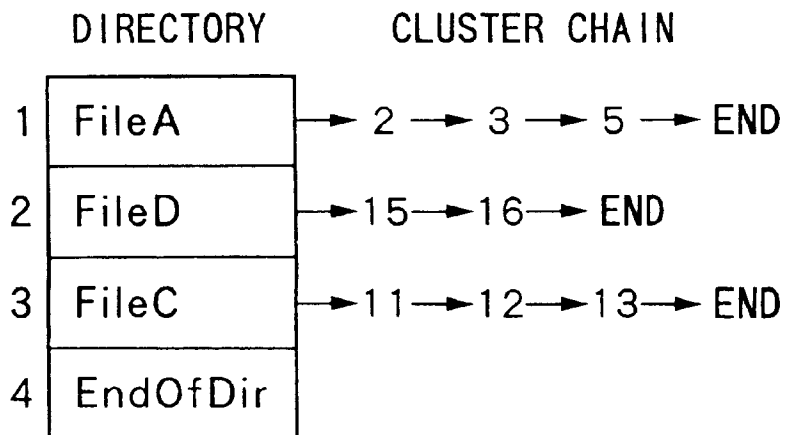 DIRECTORY CLUSTER CHAIN
1 FileA 2 3 5 END
2 FileD 15 16 END
3 FileC 11 12 13 END
4 EndOfDir